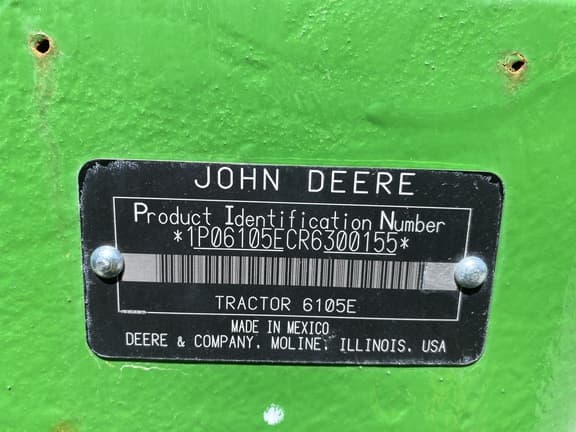 JOHN DEERE
Product Identification Number
*1P06105ECR6300155*
TRACTOR 6105E
MADE IN MEXICO
DEERE & COMPANY, MOLINE, ILLINOIS, USA